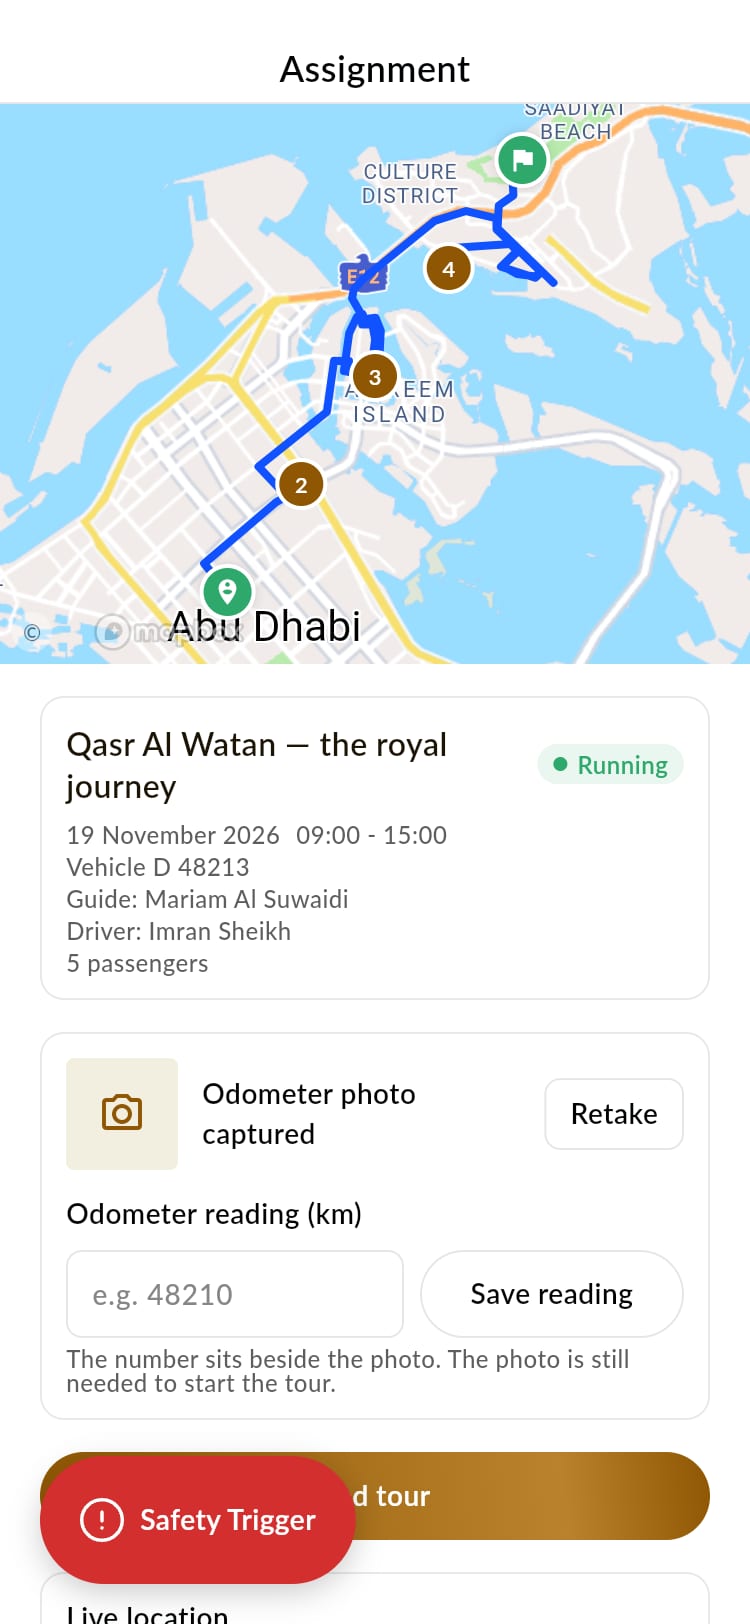 Assignment
SAADIYAT
BEACH
CULTURE
DISTRICT
E12
4
3
REEM
ISLAND
2
Abu Dhabi
©
mapbox
Qasr Al Watan — the royal
journey
Running
19 November 2026 09:00 - 15:00
Vehicle D 48213
Guide: Mariam Al Suwaidi
Driver: Imran Sheikh
5 passengers
Odometer photo
captured
Retake
Odometer reading (km)
e.g. 48210
Save reading
The number sits beside the photo. The photo is still
needed to start the tour.
d tour
Safety Trigger
Live location